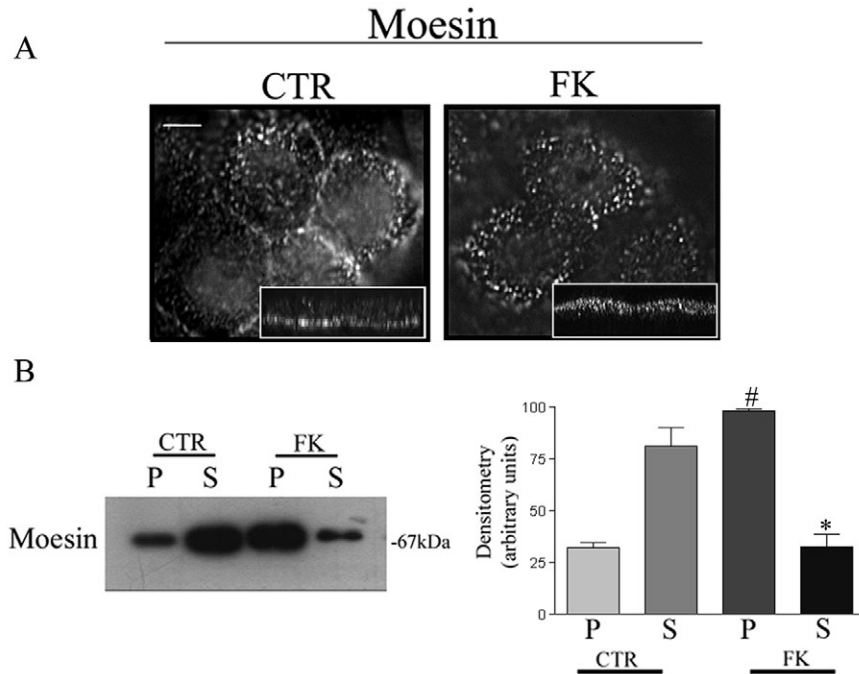 Moesin
A
CTR
FK
B
CTR
FK
P
S
P
S
Moesin
-67kDa
Densitometry
(arbitrary units)
100
75
50
25
0
#
*
P
S
P
S
CTR
FK